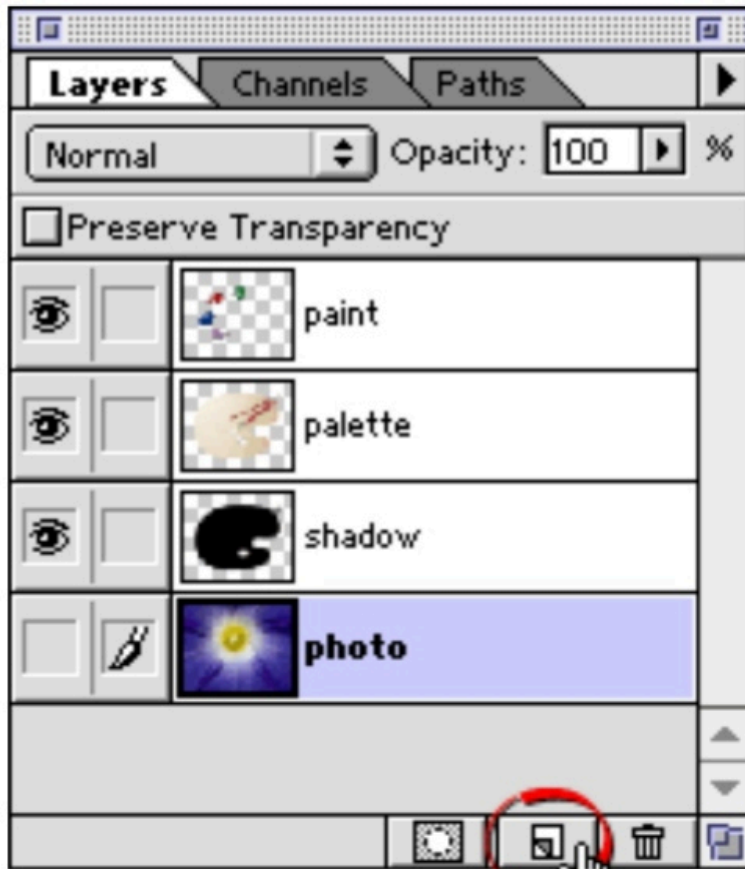 Layers Channels Paths
Normal Opacity: 100 %
Preserve Transparency
paint
palette
shadow
photo